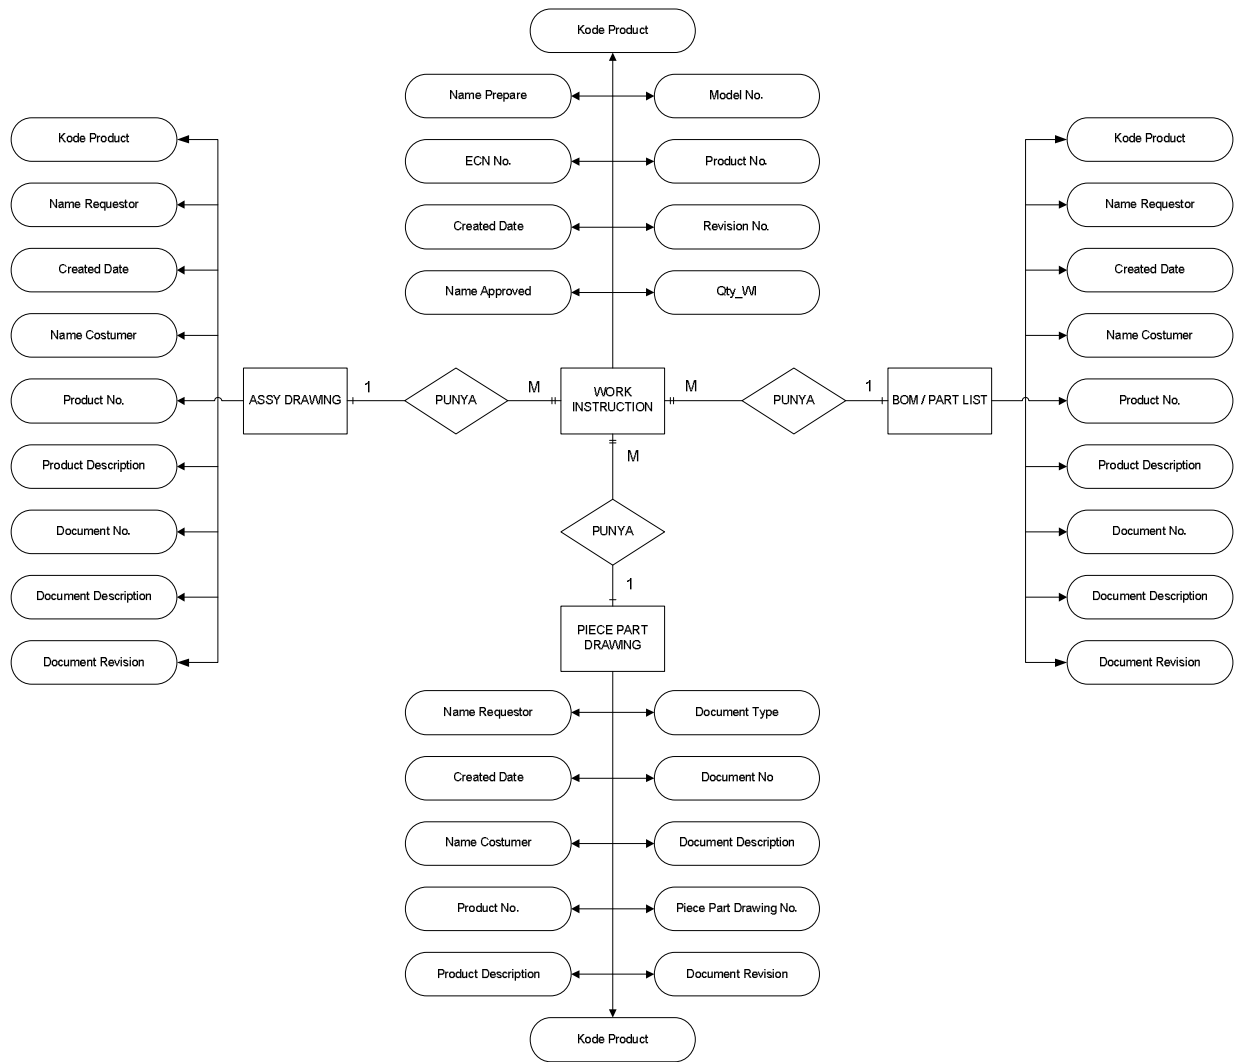 Kode Product
Name Prepare
Model No.
Kode Product
Kode Product
ECN No.
Product No.
Name Requestor
Name Requestor
Created Date
Revision No.
Created Date
Created Date
Name Approved
Qty_WI
Name Costumer
Name Costumer
1
M
M
1
Product No.
ASSY DRAWING
PUNYA
WORK
INSTRUCTION
PUNYA
BOM / PART LIST
Product No.
M
Product Description
Product Description
Document No.
PUNYA
Document No.
1
Document Description
Document Description
PIECE PART
DRAWING
Document Revision
Document Revision
Name Requestor
Document Type
Created Date
Document No
Name Costumer
Document Description
Product No.
Piece Part Drawing No.
Product Description
Document Revision
Kode Product